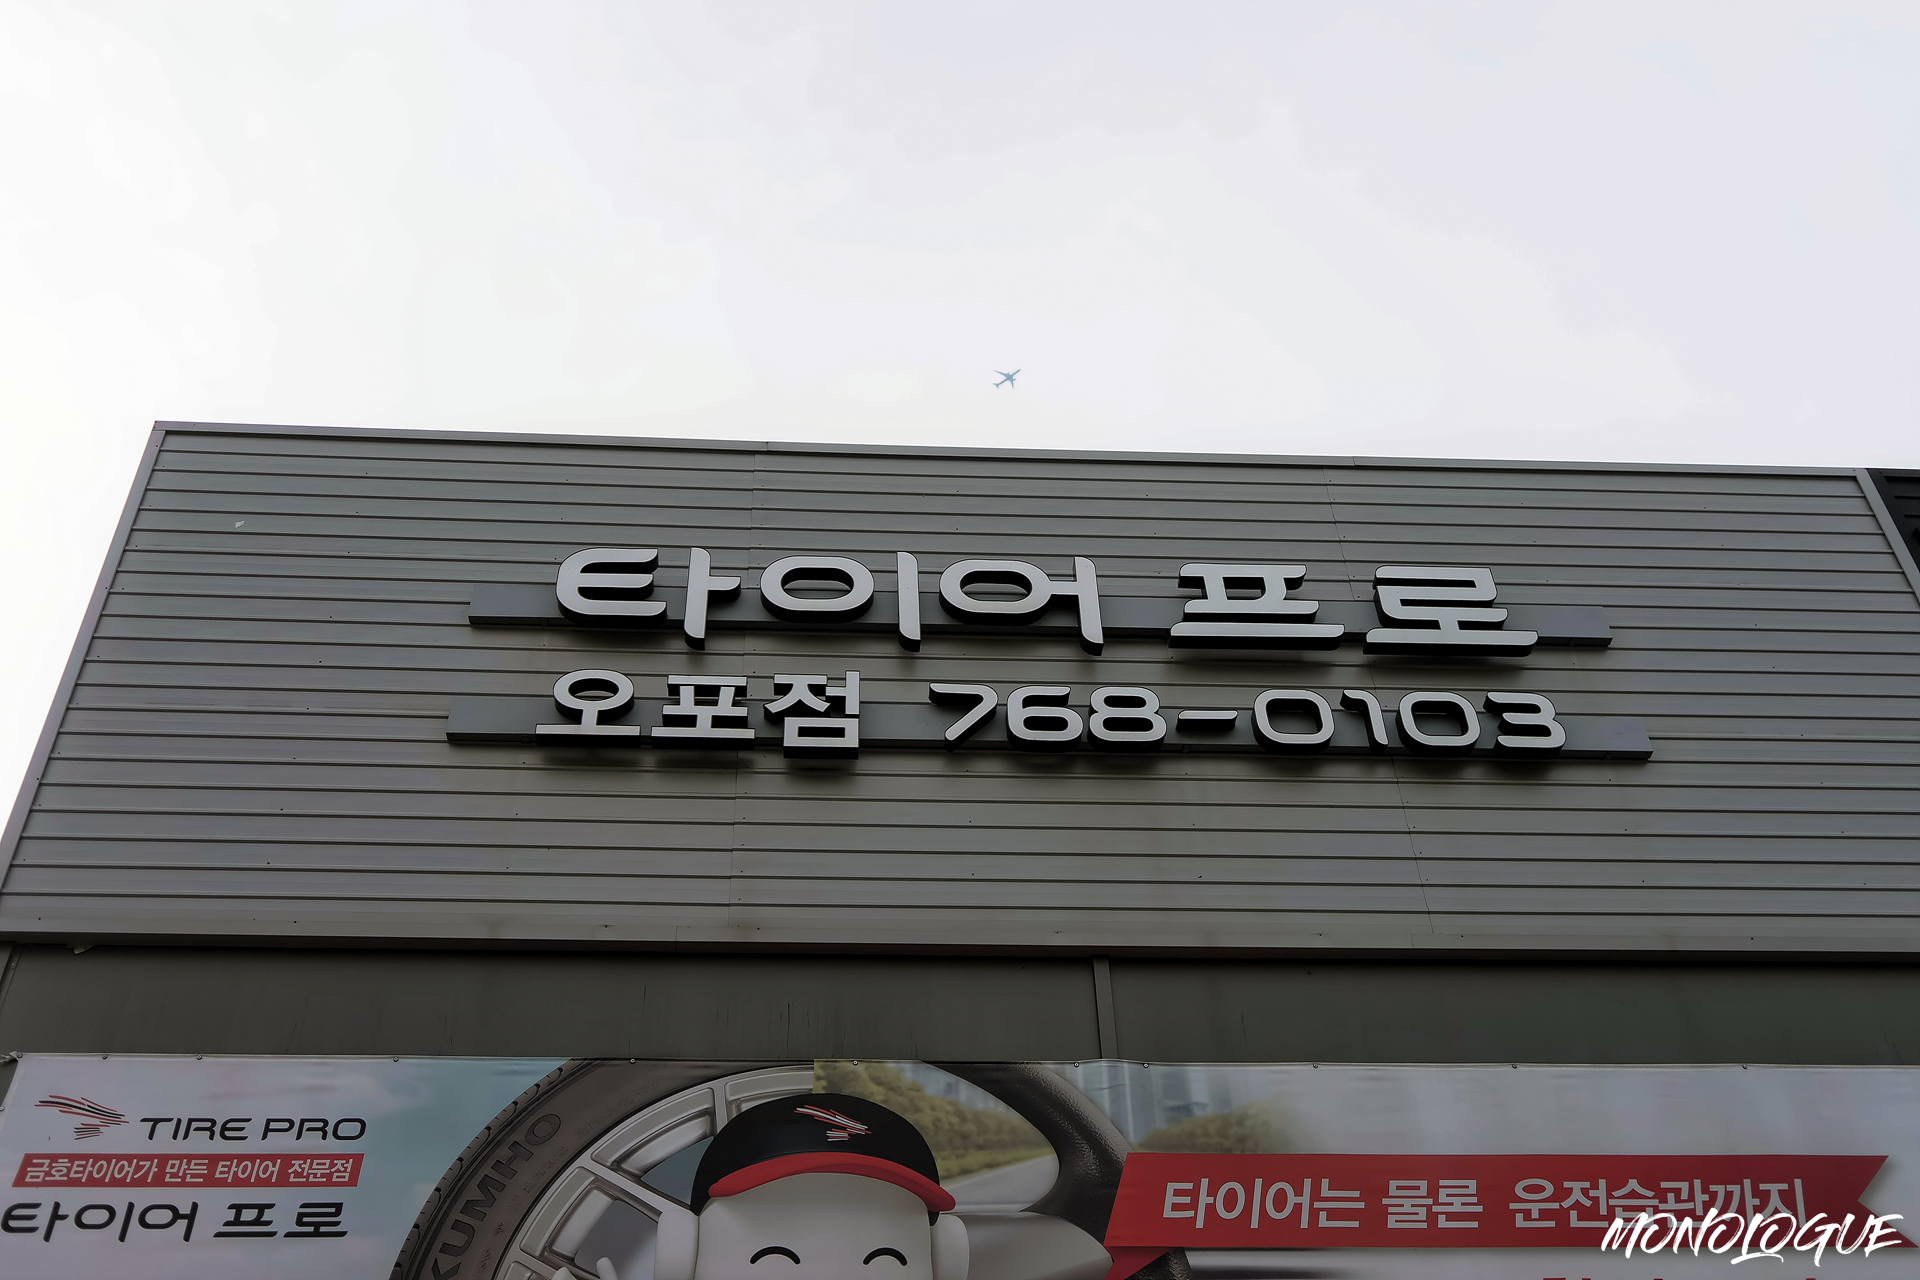 타이어 프로
오포점 768-0103
TIRE PRO
금호타이어가 만든 타이어 전문점
타이어 프로
KUMHO
KUMHO
타이어는 물론 운전습관까지
MONOLOGUE